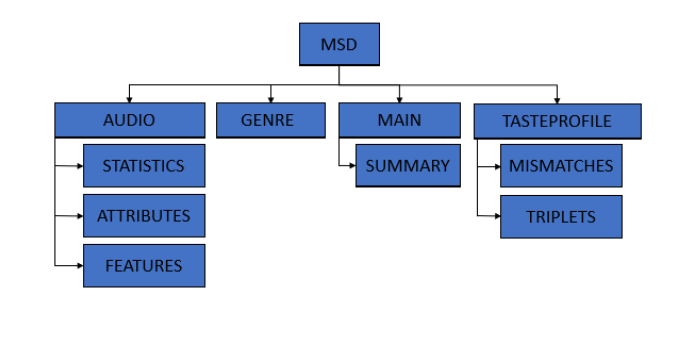 MSD
AUDIO
GENRE
MAIN
TASTEPROFILE
STATISTICS
SUMMARY
MISMATCHES
ATTRIBUTES
TRIPLETS
FEATURES